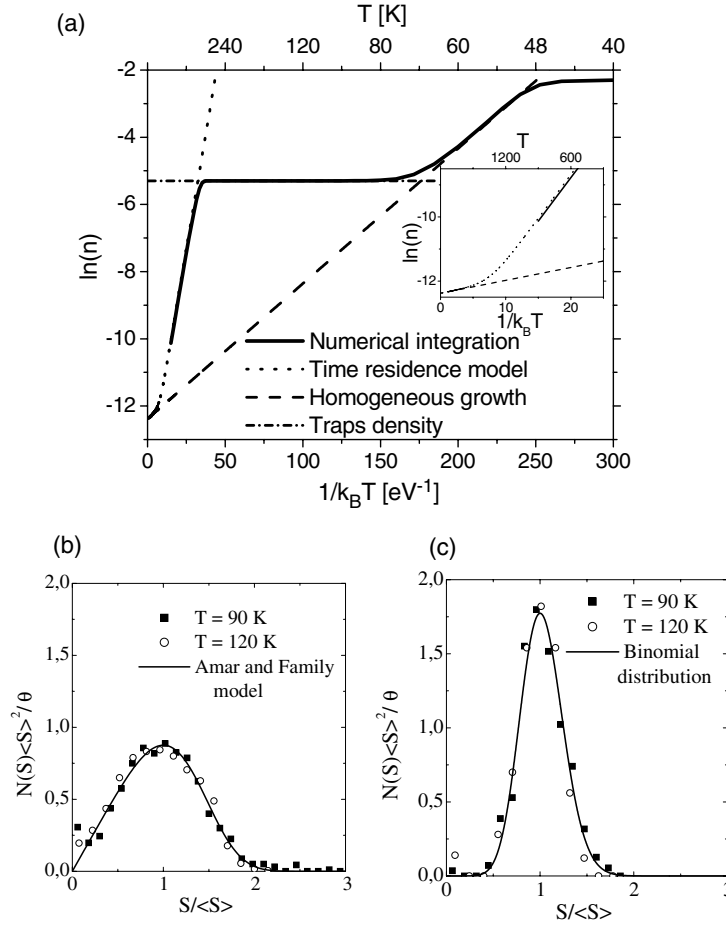 (a)
T [K]
240 120 80 60 48 40
-2
-4
-6
-8
-10
-12
ln(n)
T
1200 600
-10
-12
ln(n)
0 10 20
1/k_BT
Numerical integration
Time residence model
Homogeneous growth
Traps density
0 50 100 150 200 250 300
1/k_BT [eV⁻¹]
(b)
2,0
1,5
1,0
0,5
0,0
N(S)<S>²/θ
T = 90 K
T = 120 K
Amar and Family
model
0 1 2 3
S/<S>
(c)
2,0
1,5
1,0
0,5
0,0
N(S)<S>²/θ
T = 90 K
T = 120 K
Binomial
distribution
0 1 2 3
S/<S>